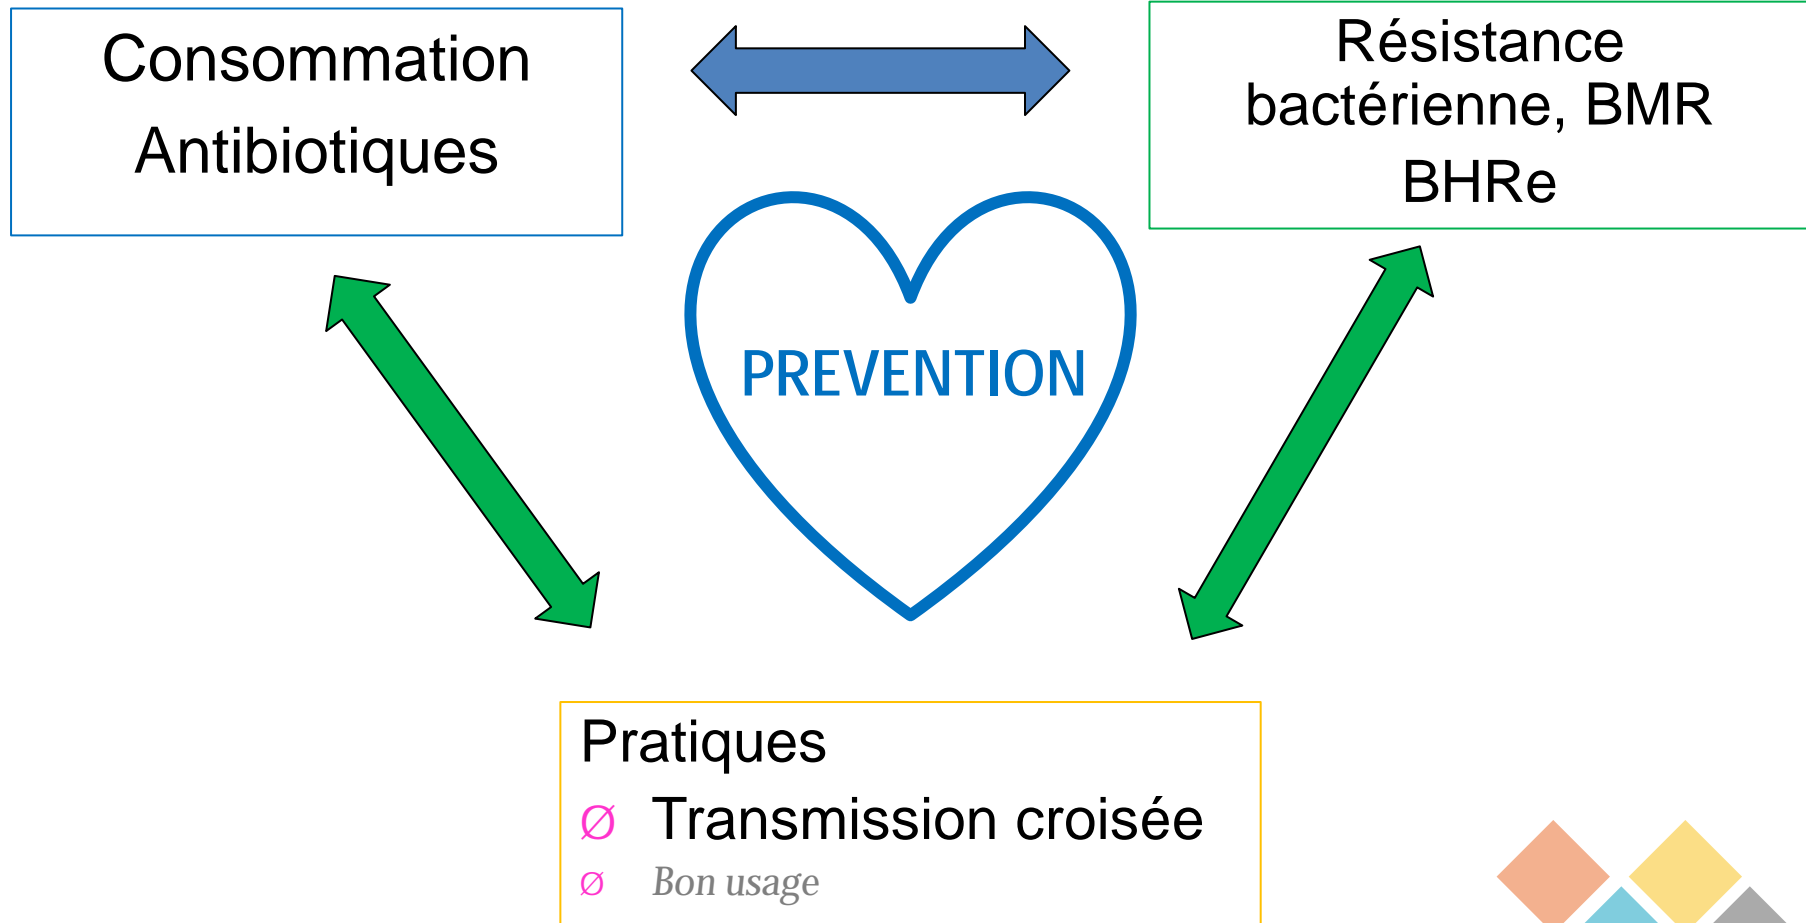 Consommation
Antibiotiques
Résistance
bactérienne, BMR
BHRe
PREVENTION
Pratiques
Ø Transmission croisée
Ø Bon usage